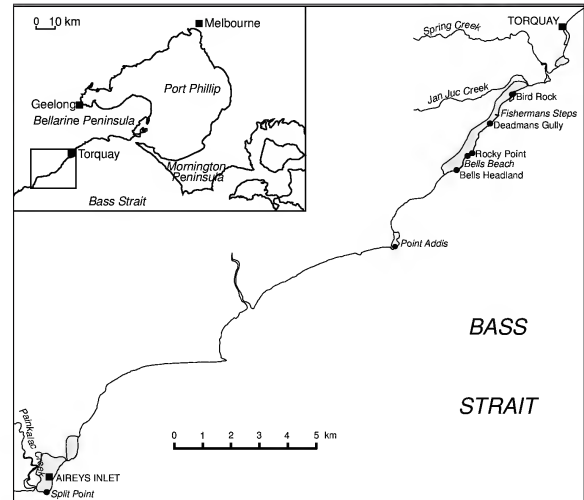 0 10 km
Melbourne
Port Phillip
Geelong
Bellarine Peninsula
Torquay
Mornington
Peninsula
Bass Strait
TORQUAY
Spring Creek
Jan Juc Creek
Bird Rock
Fishermans Steps
Deadmans Gully
Rocky Point
Bells Beach
Bells Headland
Point Addis
BASS
STRAIT
Painkalac Creek
AIREYS INLET
Split Point
0 1 2 3 4 5 km